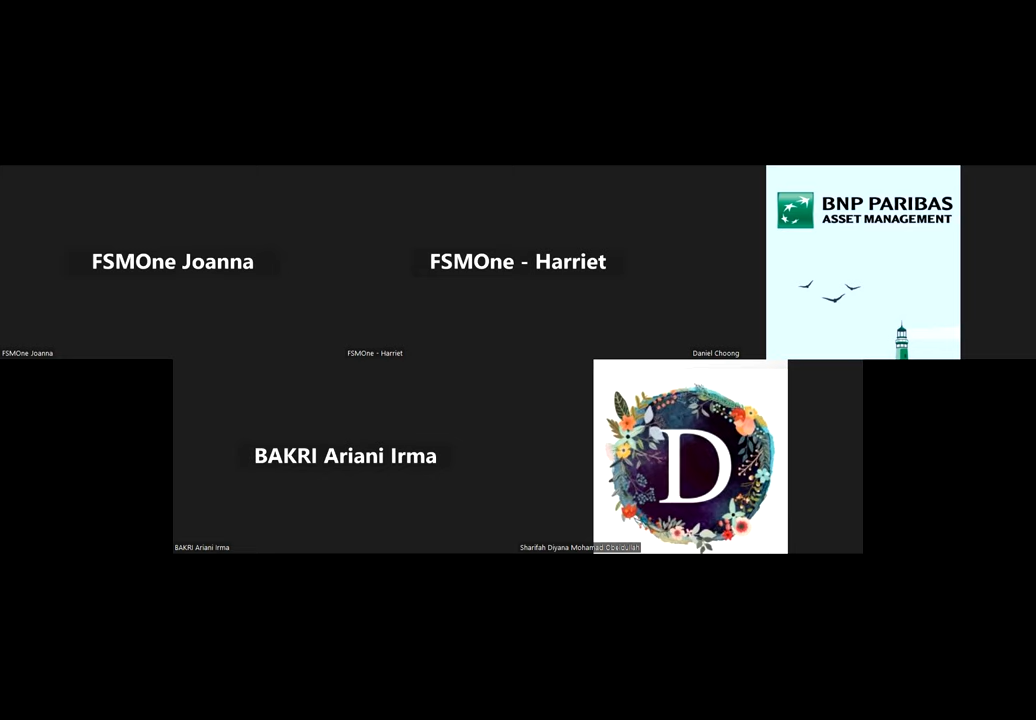 FSMOne Joanna
FSMOne - Harriet
BNP PARIBAS
ASSET MANAGEMENT
FSMOne Joanna
FSMOne - Harriet
Daniel Choong
BAKRI Ariani Irma
D
BAKRI Ariani Irma
Sharifah Diyana Mohamad Obeidullah